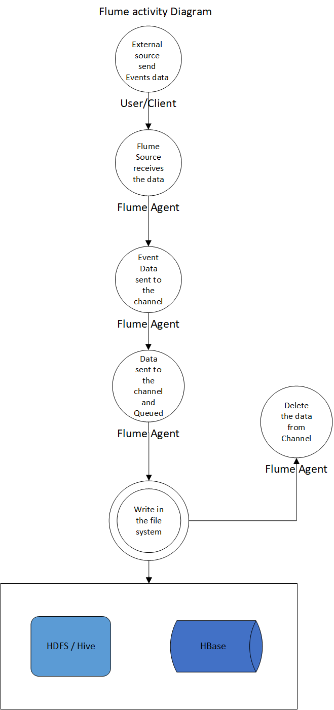 Flume activity Diagram
External
source
send
Events data
User/Client
Flume
Source
receives
the data
Flume Agent
Event
Data
sent to
the
channel
Flume Agent
Data
sent to
the
channel
and
Queued
Flume Agent
Delete
the data
from
Channel
Flume Agent
Write in
the file
system
HDFS / Hive
HBase